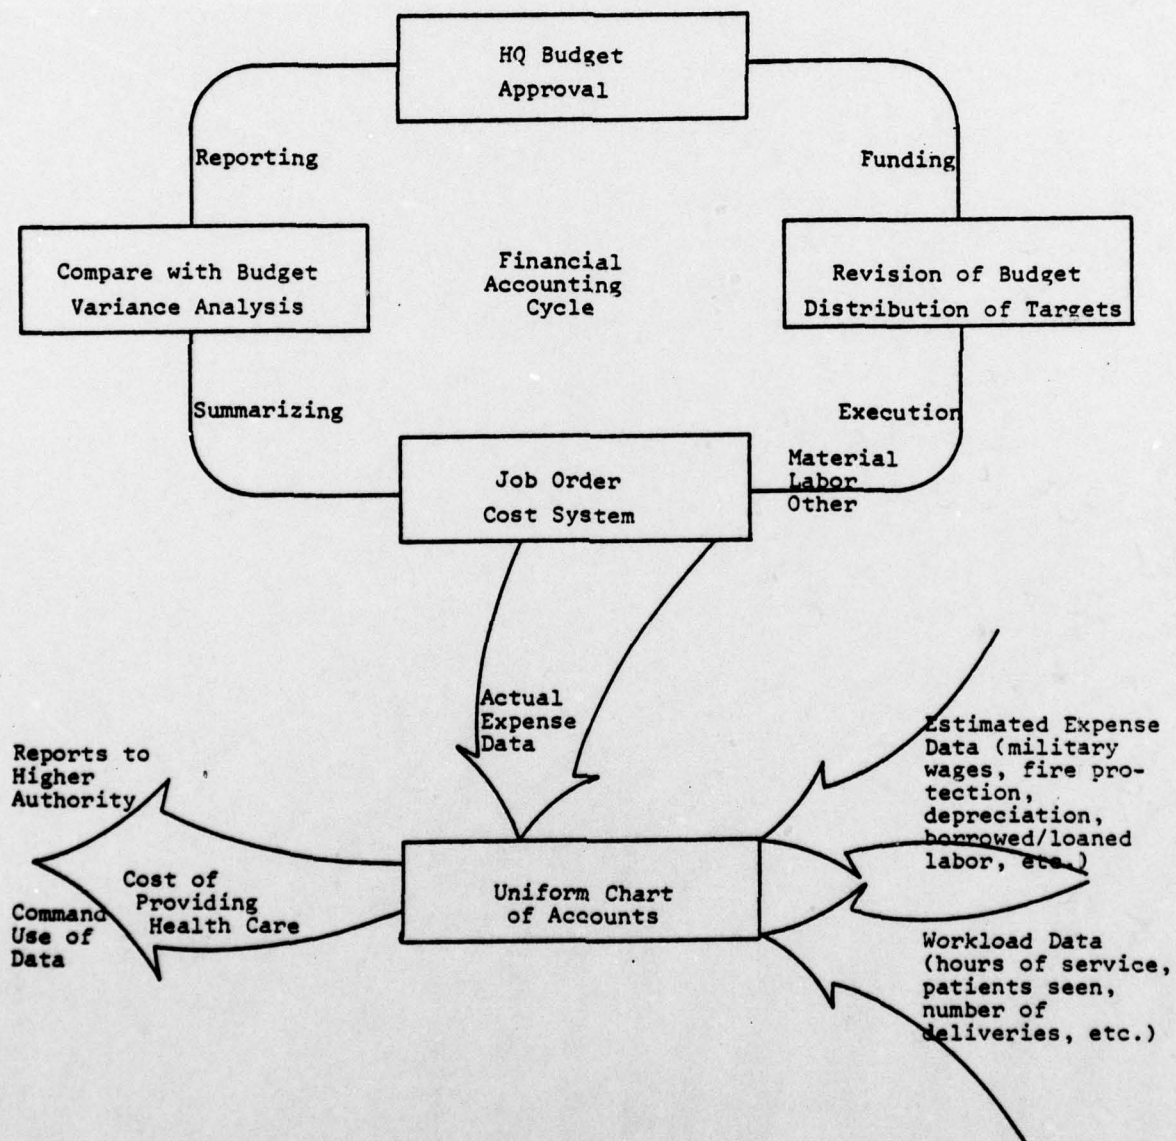 HQ Budget
Approval
Reporting
Funding
Compare with Budget
Variance Analysis
Financial
Accounting
Cycle
Revision of Budget
Distribution of Targets
Summarizing
Execution
Job Order
Cost System
Material
Labor
Other
Actual
Expense
Data
Reports to
Higher
Authority
Estimated Expense
Data (military
wages, fire pro-
tection,
depreciation,
borrowed/loaned
labor, etc.)
Cost of
Providing
Health Care
Command
Use of
Data
Uniform Chart
of Accounts
Workload Data
(hours of service,
patients seen,
number of
deliveries, etc.)